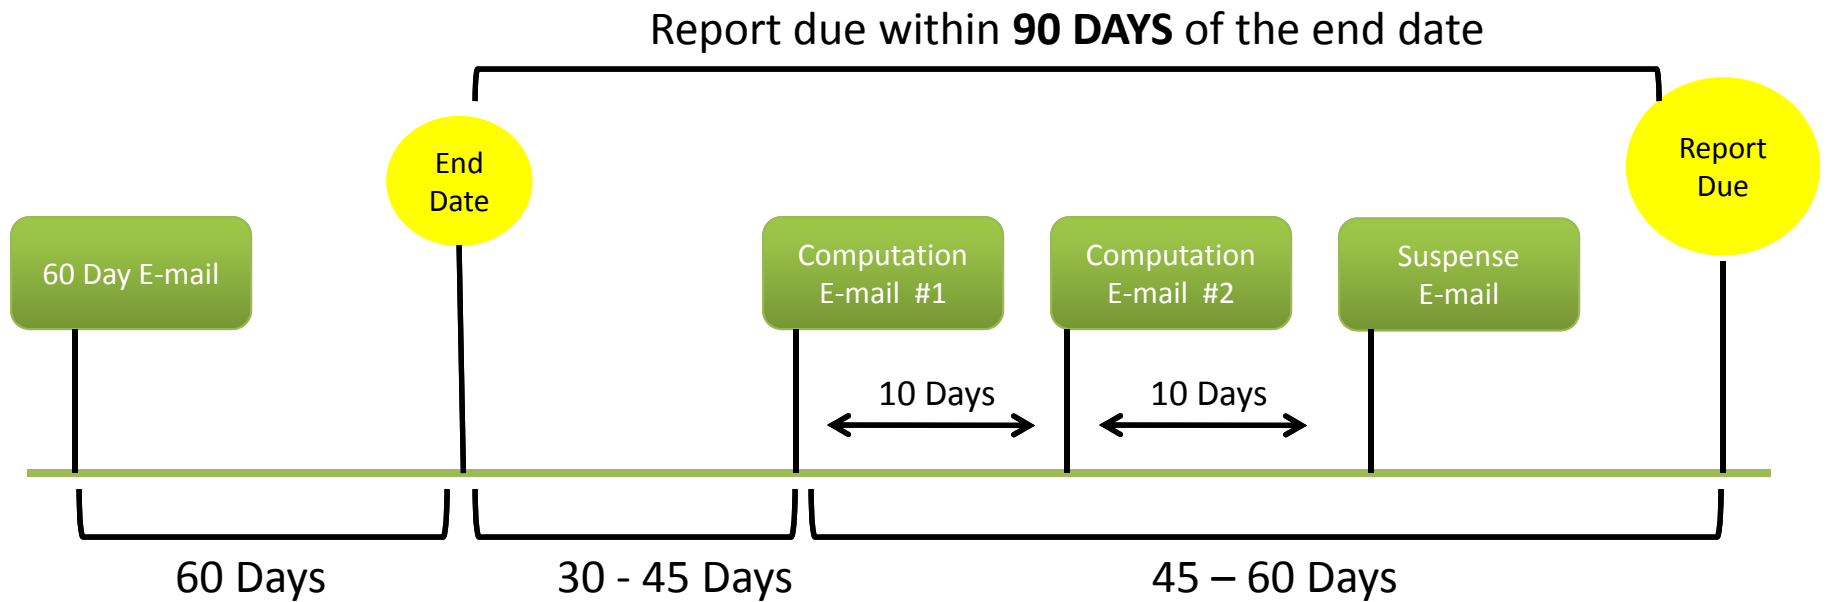 Report due within 90 DAYS of the end date
End
Date
Report
Due
60 Day E-mail
Computation
E-mail #1
Computation
E-mail #2
Suspense
E-mail
10 Days
10 Days
60 Days
30 - 45 Days
45 – 60 Days